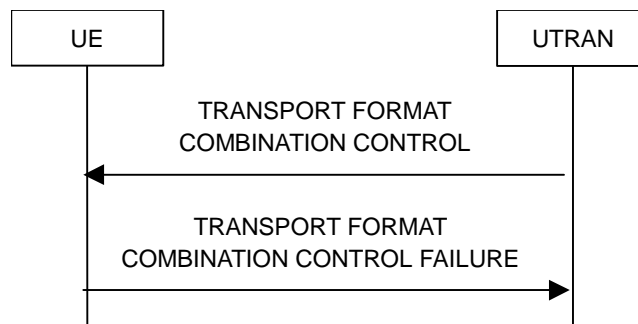 UE
UTRAN
TRANSPORT FORMAT
COMBINATION CONTROL
TRANSPORT FORMAT
COMBINATION CONTROL FAILURE